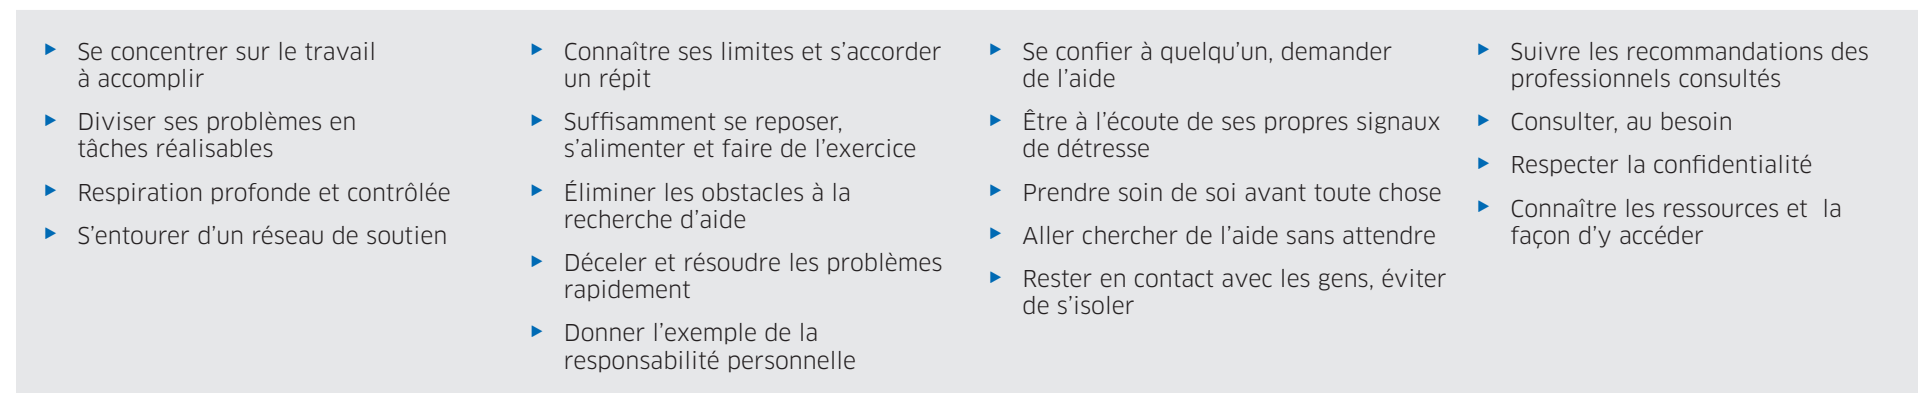 ▶ Se concentrer sur le travail
à accomplir
▶ Diviser ses problèmes en
tâches réalisables
▶ Respiration profonde et contrôlée
▶ S'entourer d'un réseau de soutien
▶ Connaître ses limites et s'accorder
un répit
▶ Suffisamment se reposer,
s'alimenter et faire de l'exercice
▶ Éliminer les obstacles à la
recherche d'aide
▶ Déceler et résoudre les problèmes
rapidement
▶ Donner l'exemple de la
responsabilité personnelle
▶ Se confier à quelqu'un, demander
de l'aide
▶ Être à l'écoute de ses propres signaux
de détresse
▶ Prendre soin de soi avant toute chose
▶ Aller chercher de l'aide sans attendre
▶ Rester en contact avec les gens, éviter
de s'isoler
▶ Suivre les recommandations des
professionnels consultés
▶ Consulter, au besoin
▶ Respecter la confidentialité
▶ Connaître les ressources et  la
façon d'y accéder